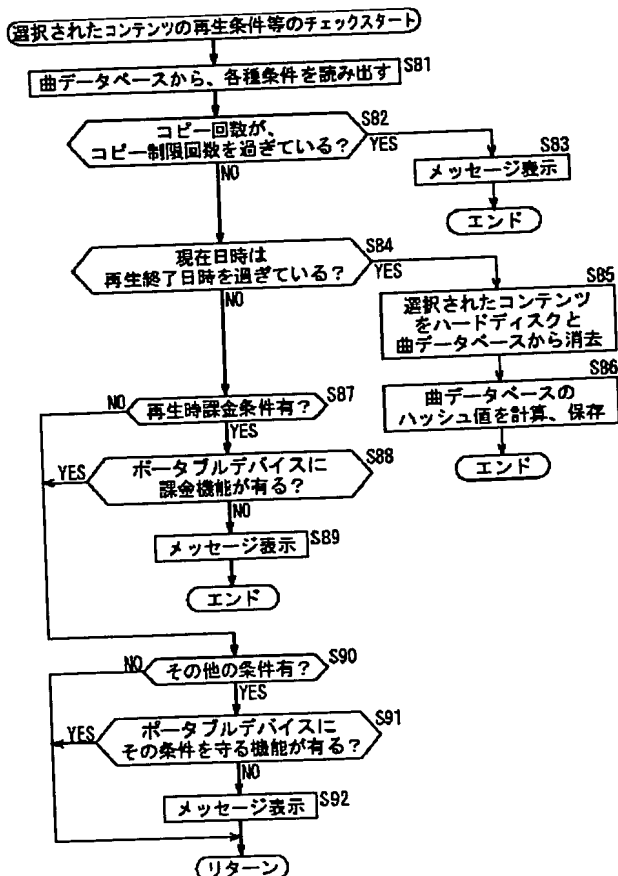 選択されたコンテンツの再生条件等のチェックスタート
曲データベースから、各種条件を読み出す
S81
コピー回数が、
コピー制限回数を過ぎている？
S82
YES
NO
S83
メッセージ表示
エンド
現在日時は
再生終了日時を過ぎている？
S84
YES
NO
S85
選択されたコンテンツ
をハードディスクと
曲データベースから消去
S86
曲データベースの
ハッシュ値を計算、保存
エンド
NO
再生時課金条件有？
S87
YES
YES
ポータブルデバイスに
課金機能が有る？
S88
NO
メッセージ表示
S89
エンド
NO
その他の条件有？
S90
YES
YES
ポータブルデバイスに
その条件を守る機能が有る？
S91
NO
メッセージ表示
S92
リターン